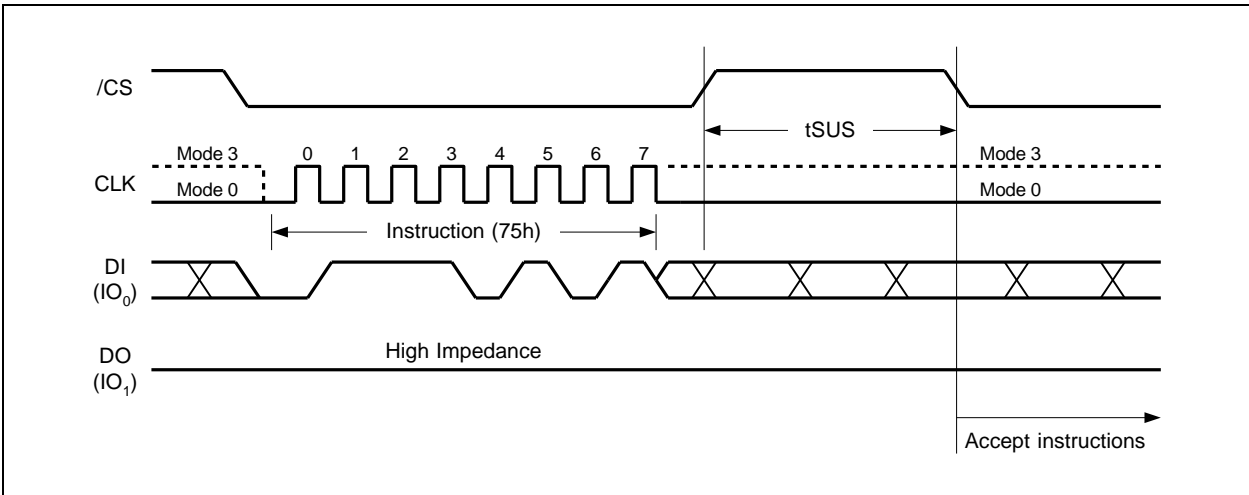 /CS
tSUS
Mode 3
0 1 2 3 4 5 6 7
Mode 3
CLK
Mode 0
Mode 0
Instruction (75h)
DI
(IO₀)
High Impedance
DO
(IO₁)
Accept instructions